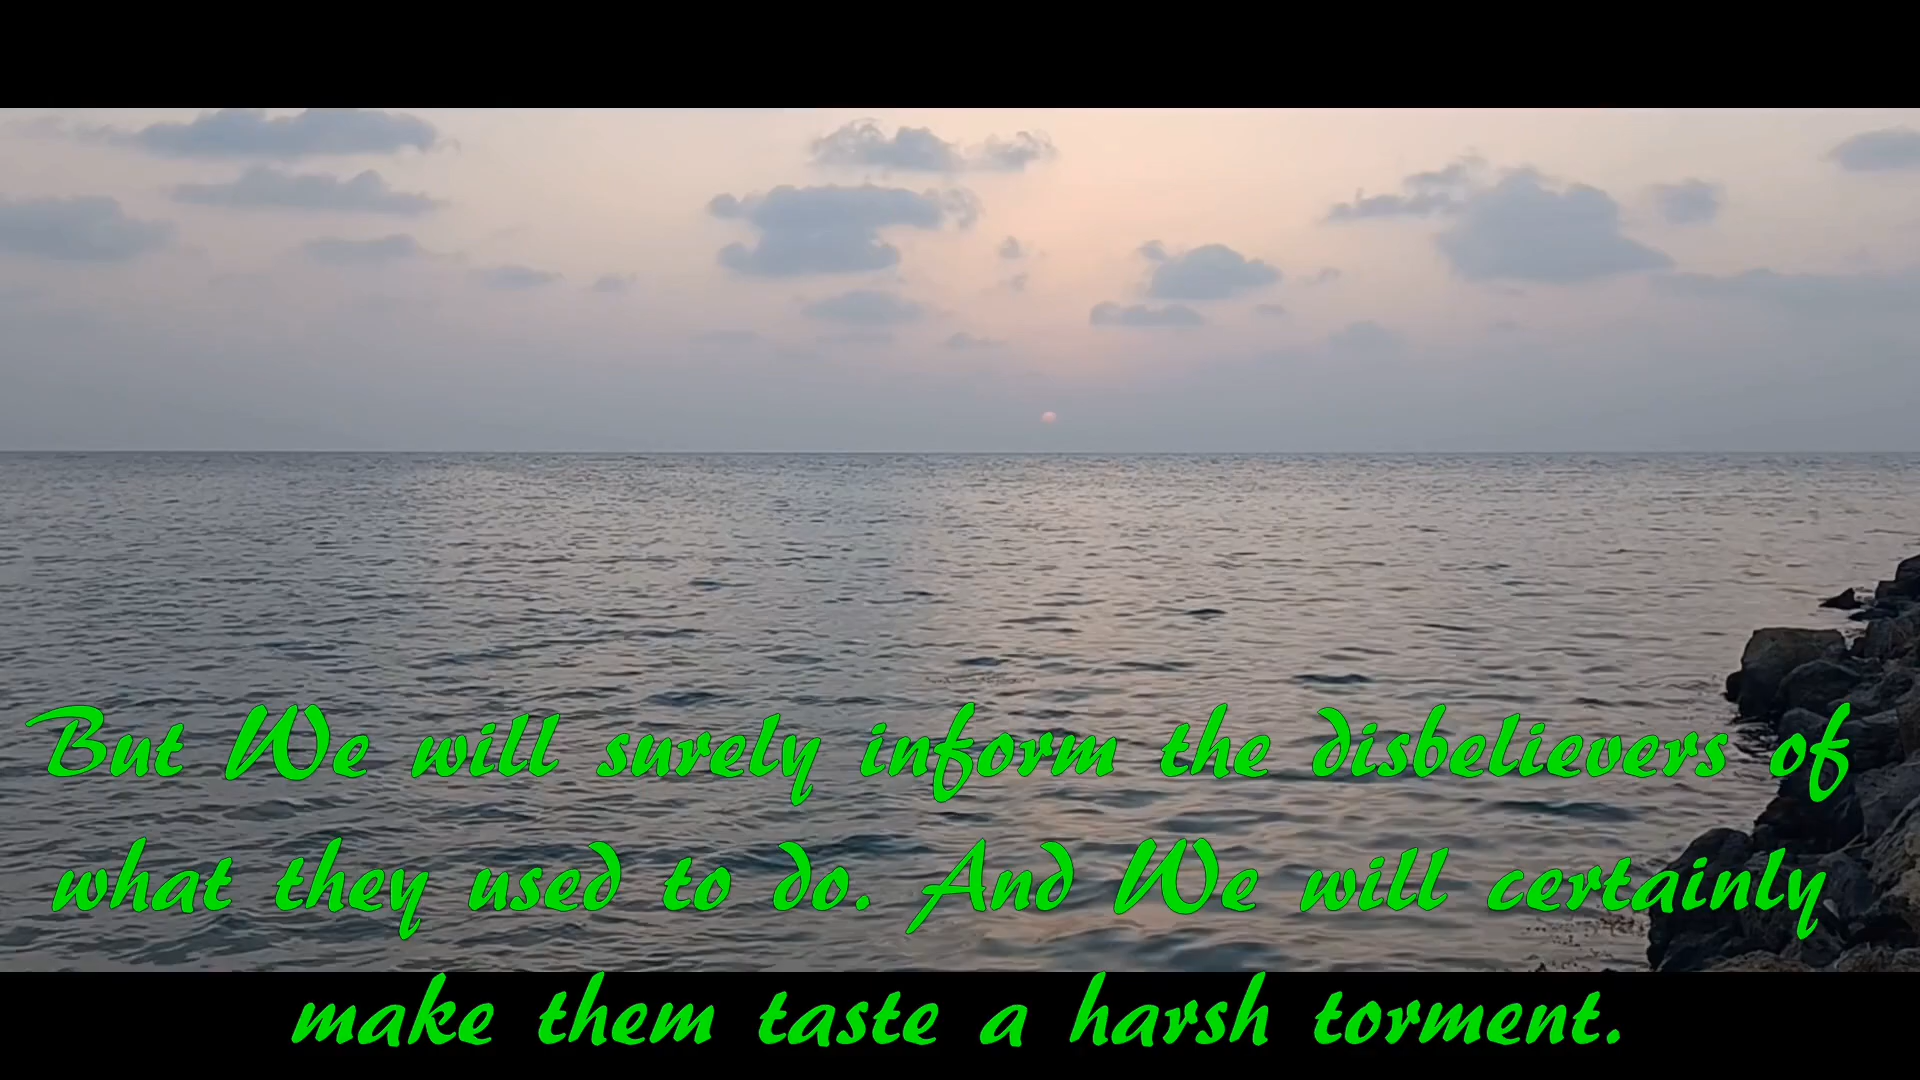 But We will surely inform the disbelievers of
what they used to do. And We will certainly
make them taste a harsh torment.